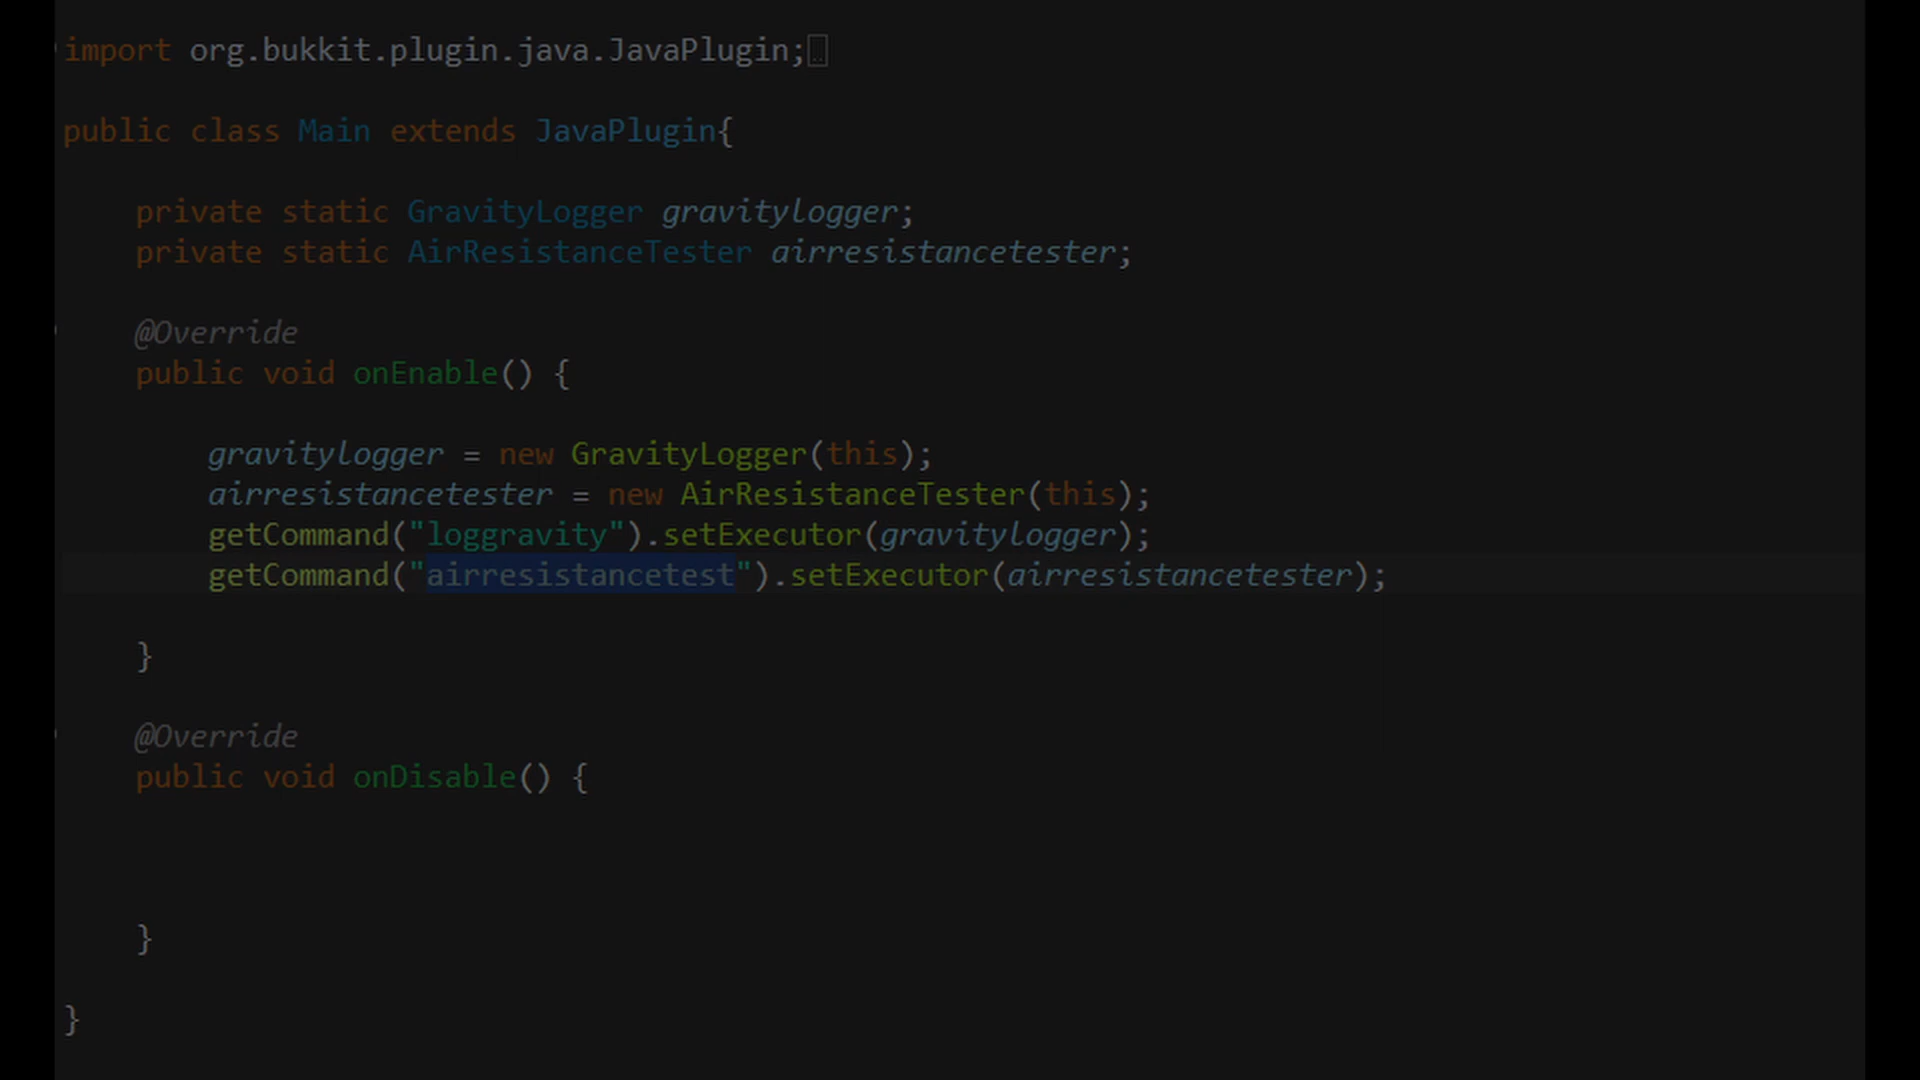 import org.bukkit.plugin.java.JavaPlugin;
public class Main extends JavaPlugin{
private static GravityLogger gravitylogger;
private static AirResistanceTester airresistancetester;
@Override
public void onEnable() {
gravitylogger = new GravityLogger(this);
airresistancetester = new AirResistanceTester(this);
getCommand("loggravity").setExecutor(gravitylogger);
getCommand("airresistancetest").setExecutor(airresistancetester);
}
@Override
public void onDisable() {
}
}